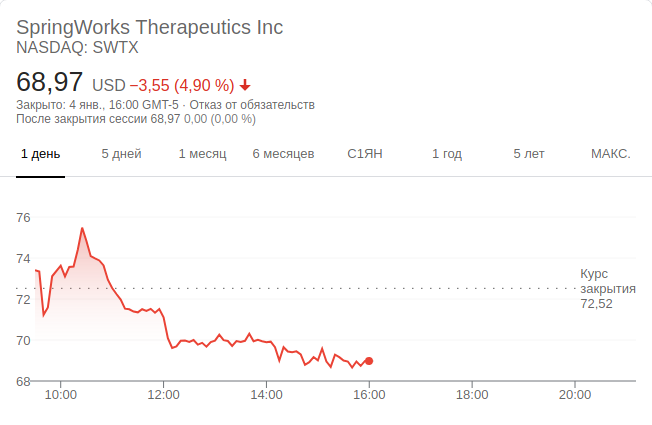 SpringWorks Therapeutics Inc
NASDAQ: SWTX
68,97 USD −3,55 (4,90 %)
Закрыто: 4 янв., 16:00 GMT-5 · Отказ от обязательств
После закрытия сессии 68,97 0,00 (0,00 %)
1 день 5 дней 1 месяц 6 месяцев С1ЯН 1 год 5 лет МАКС.
76
74
Курс
закрытия
72,52
72
70
68
10:00 12:00 14:00 16:00 18:00 20:00